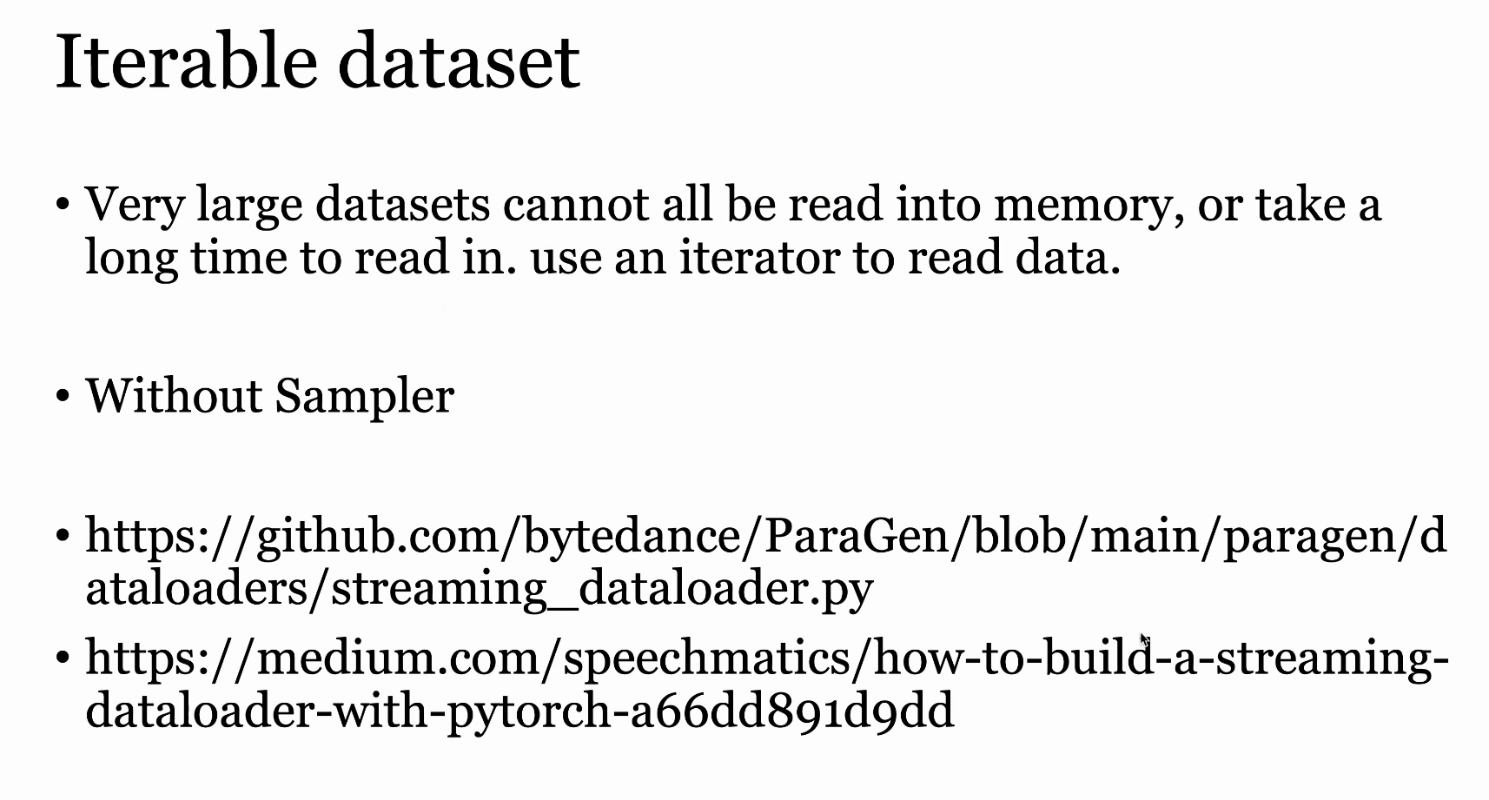 Iterable dataset
• Very large datasets cannot all be read into memory, or take a
long time to read in. use an iterator to read data.
• Without Sampler
• https://github.com/bytedance/ParaGen/blob/main/paragen/d
ataloaders/streaming_dataloader.py
• https://medium.com/speechmatics/how-to-build-a-streaming-
dataloader-with-pytorch-a66dd891d9dd